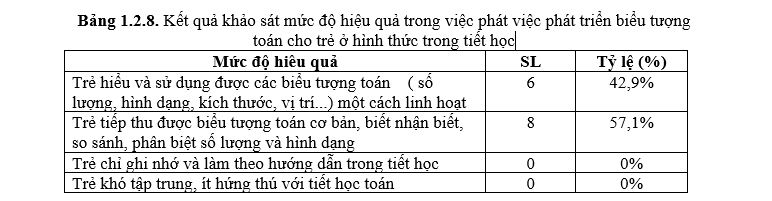 Bảng 1.2.8. Kết quả khảo sát mức độ hiệu quả trong việc phát việc phát triển biểu tượng
toán cho trẻ ở hình thức trong tiết học
Mức độ hiêu quả SL Tỷ lệ (%)
Trẻ hiểu và sử dụng được các biểu tượng toán ( số
lượng, hình dạng, kích thước, vị trí...) một cách linh hoạt
6 42,9%
Trẻ tiếp thu được biểu tượng toán cơ bản, biết nhận biết,
so sánh, phân biệt số lượng và hình dạng
8 57,1%
Trẻ chỉ ghi nhớ và làm theo hướng dẫn trong tiết học 0 0%
Trẻ khó tập trung, ít hứng thú với tiết học toán 0 0%